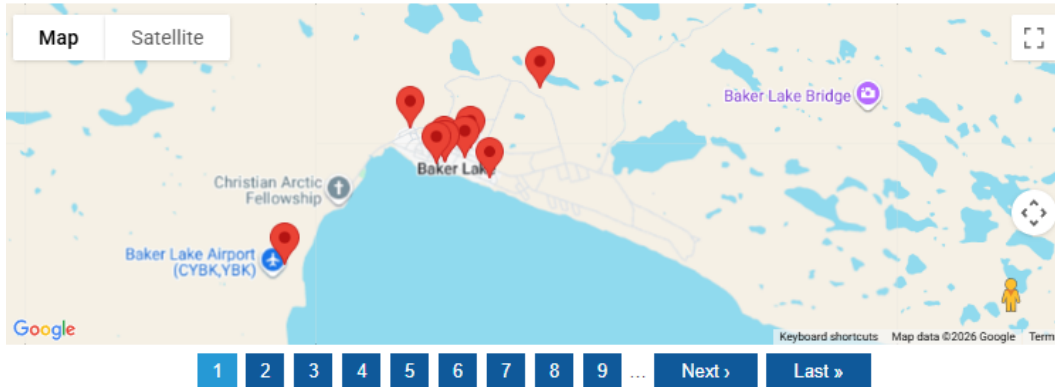 Map Satellite
Baker Lake Bridge
Baker Lake
Christian Arctic
Fellowship
Baker Lake Airport
(CYBK,YBK)
Google
Keyboard shortcuts Map data ©2026 Google Term
1 2 3 4 5 6 7 8 9 ... Next › Last »